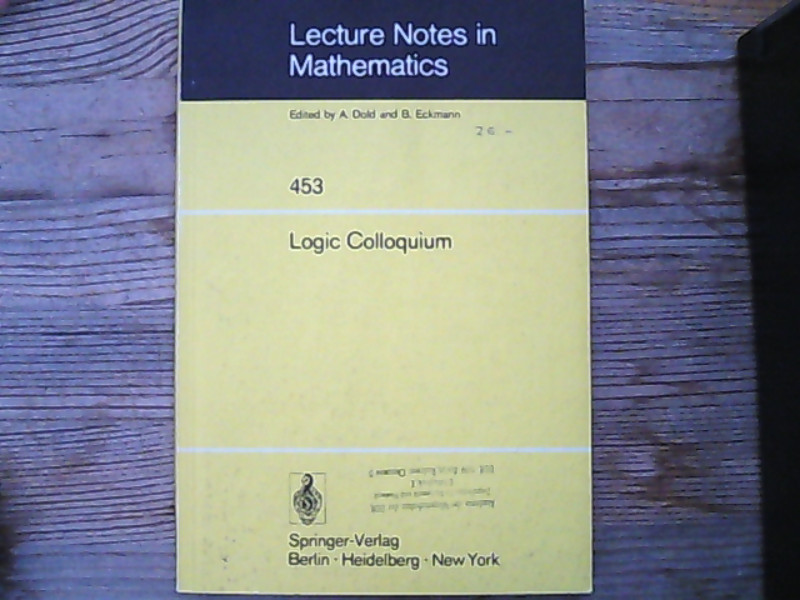 Lecture Notes in
Mathematics
Edited by A. Dold and B. Eckmann
26 -
453
Logic Colloquium
Springer-Verlag
Berlin · Heidelberg · New York